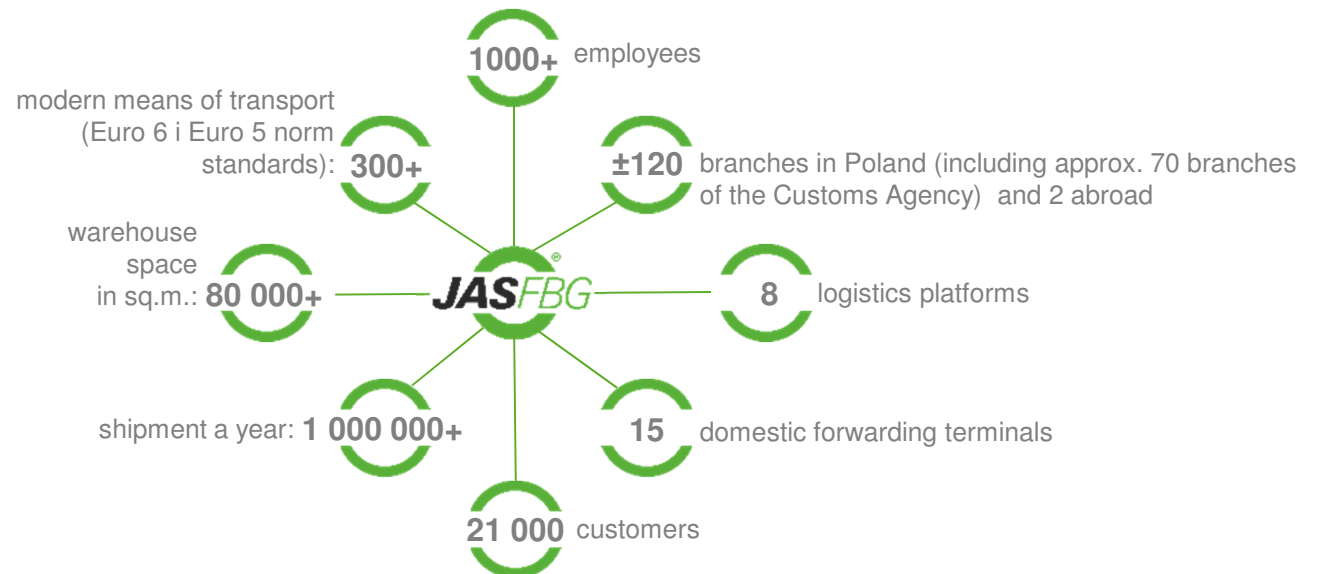 1000+ employees
modern means of transport
(Euro 6 i Euro 5 norm
standards): 300+
±120 branches in Poland (including approx. 70 branches
of the Customs Agency) and 2 abroad
warehouse
space
in sq.m.: 80 000+
JASFBG
8 logistics platforms
shipment a year: 1 000 000+
15 domestic forwarding terminals
21 000 customers